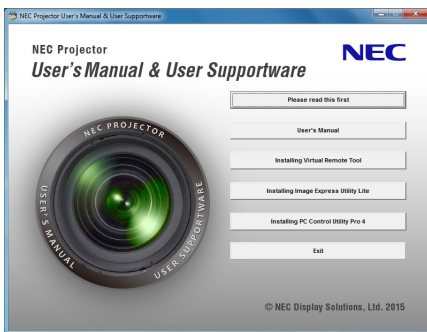 NEC Projector User's Manual & User Supportware
NEC Projector
User's Manual & User Supportware
NEC
Please read this first
User's Manual
Installing Virtual Remote Tool
Installing Image Express Utility Lite
Installing PC Control Utility Pro 4
Exit
NEC PROJECTOR
USER'S MANUAL
USER SUPPORTWARE
© NEC Display Solutions, Ltd. 2015